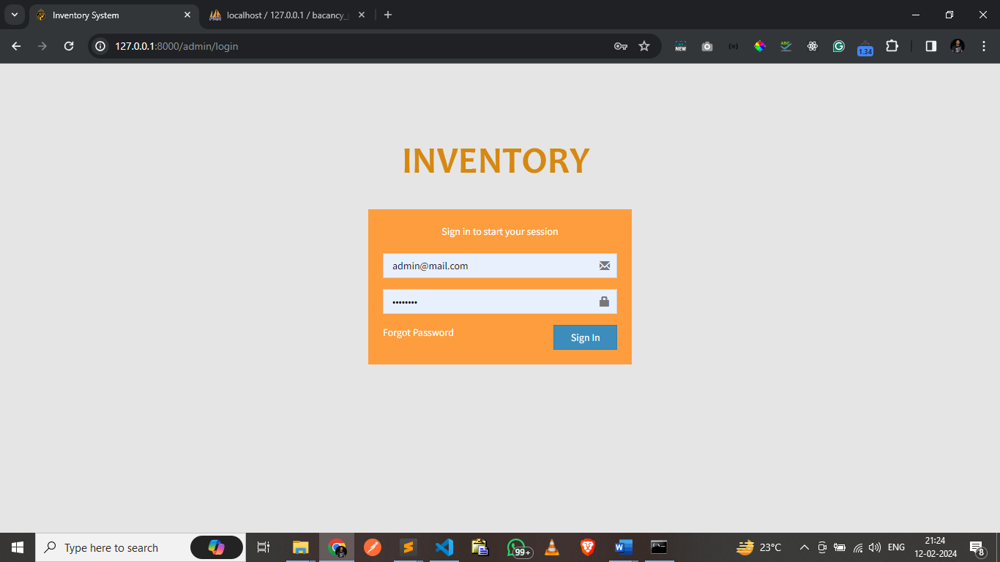 Inventory System
localhost / 127.0.0.1 / bacancy_
127.0.0.1:8000/admin/login
NEW
ABC
1.34
INVENTORY
Sign in to start your session
admin@mail.com
••••••••
Forgot Password
Sign In
Type here to search
99+
23°C
ENG
21:24
12-02-2024
8